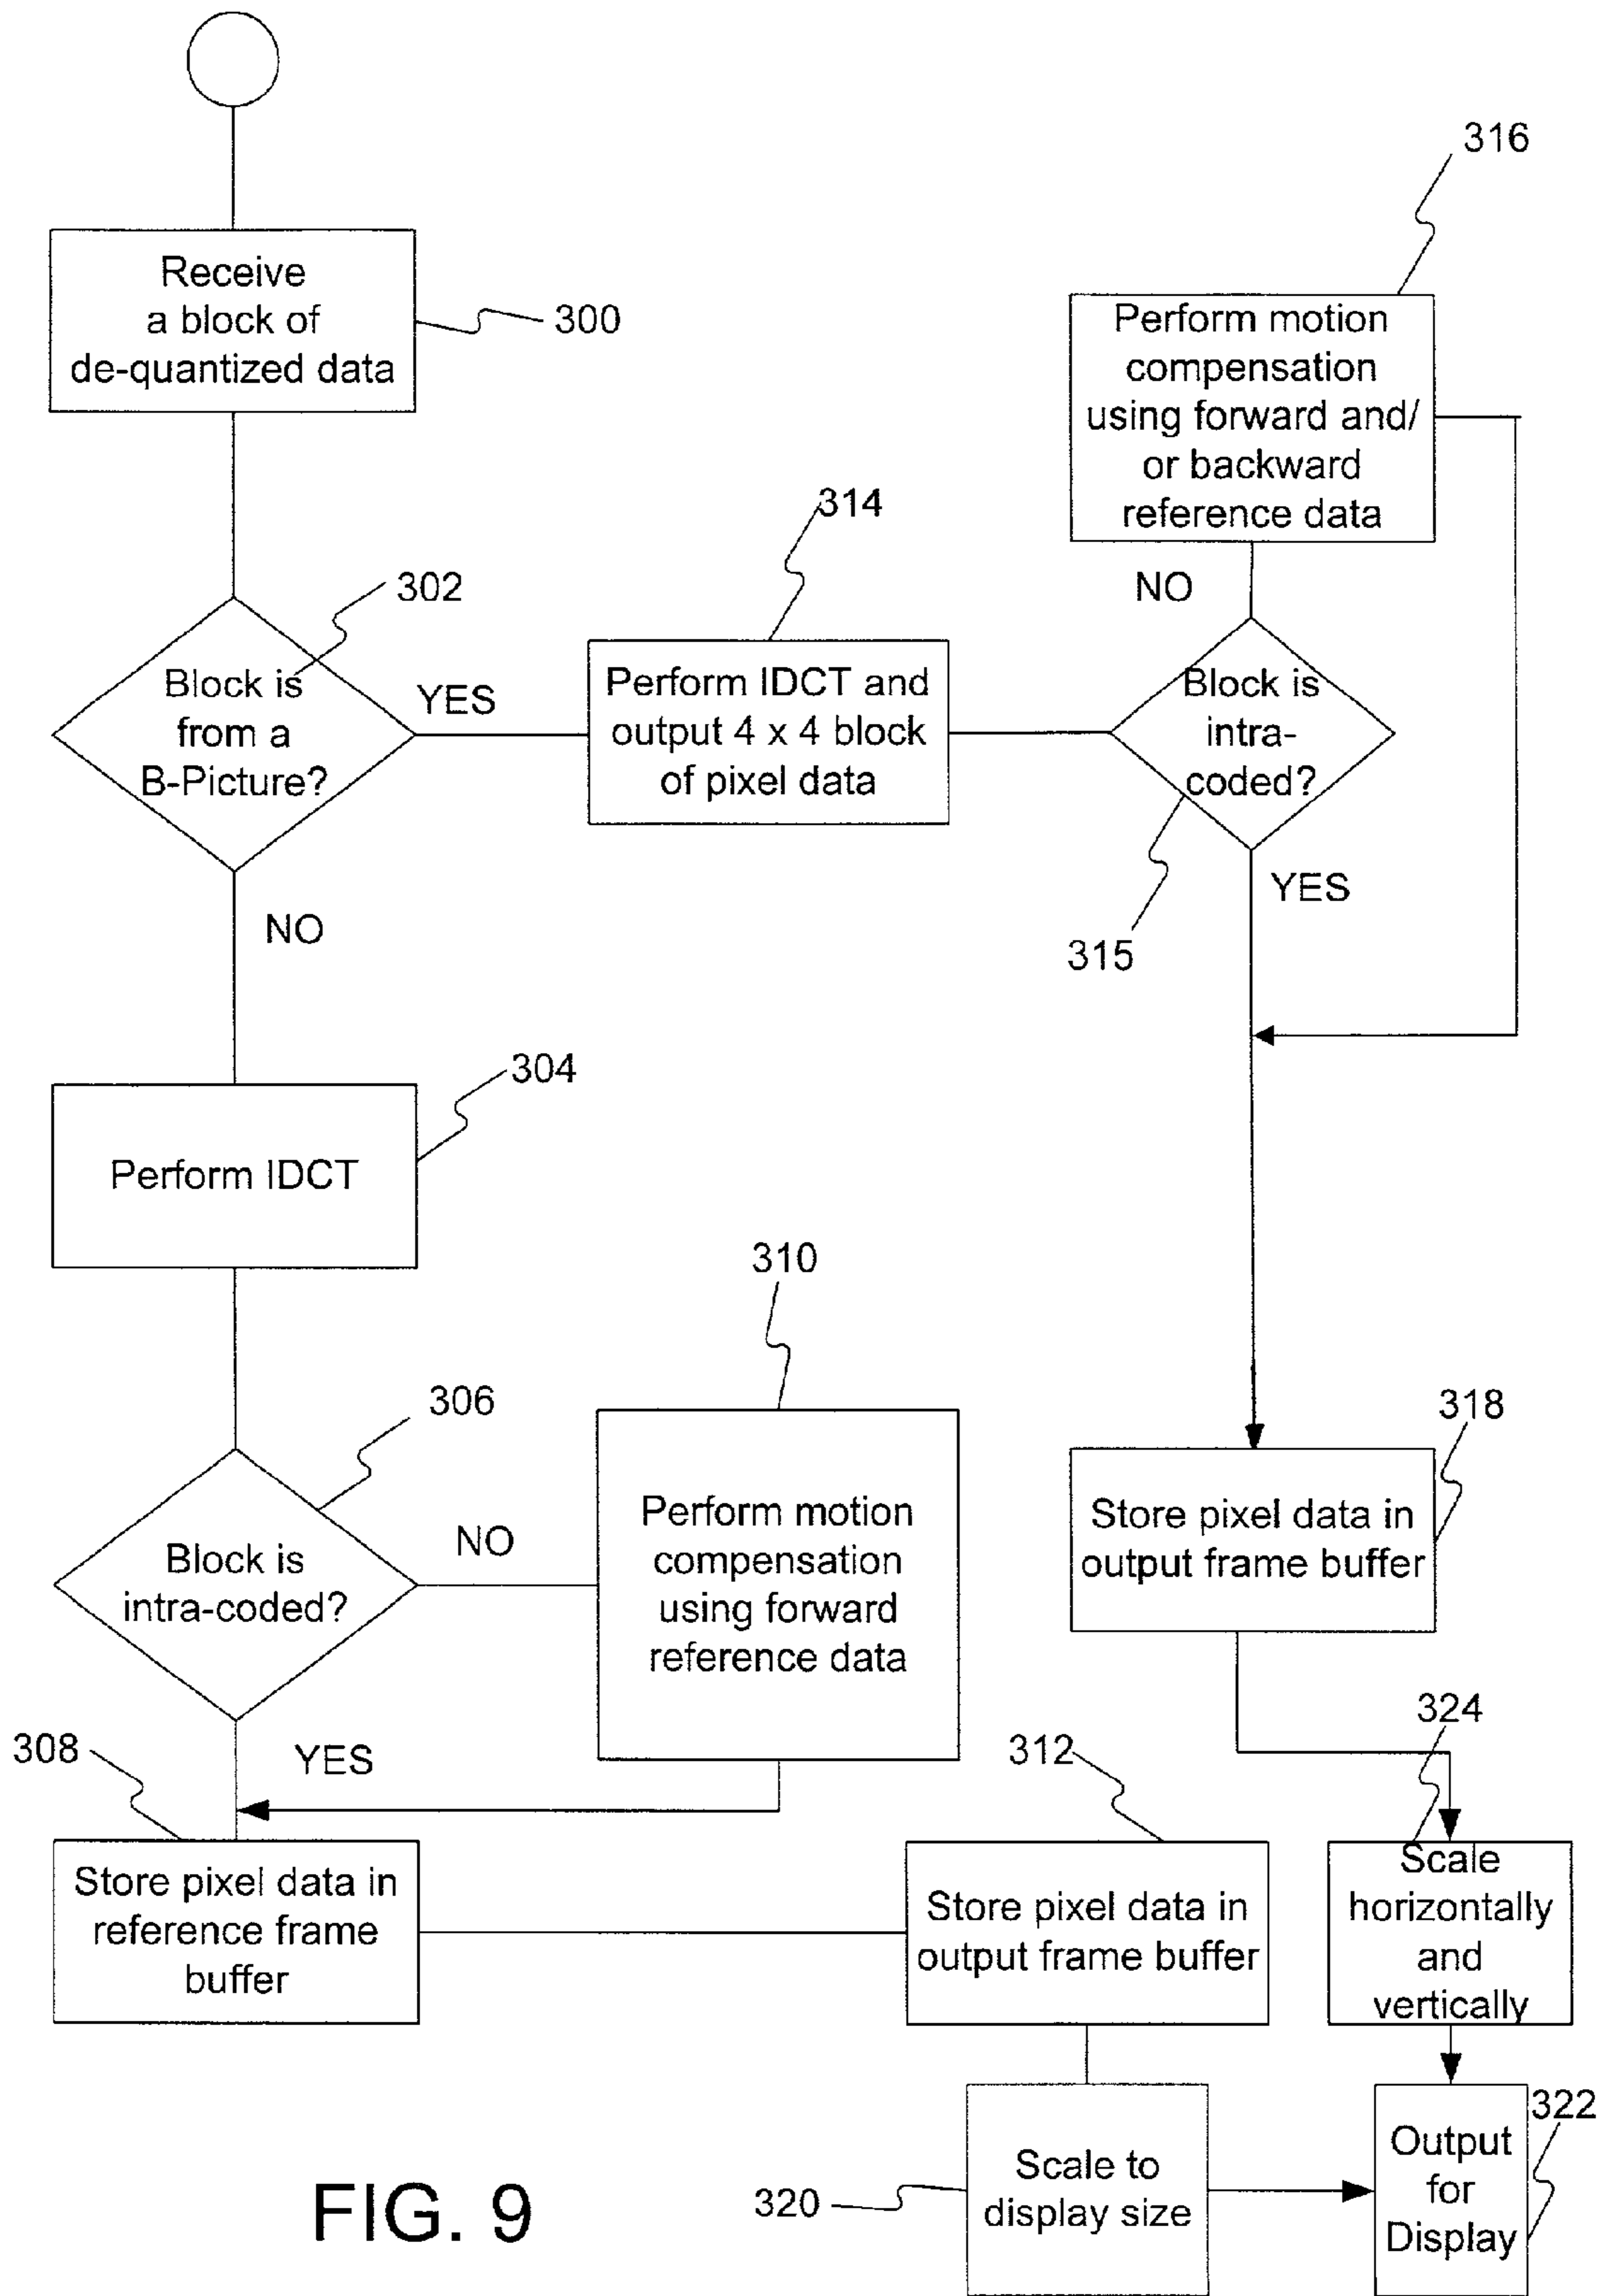 316
Receive
a block of
de-quantized data
300
Perform motion
compensation
using forward and/
or backward
reference data
314
NO
302
Block is
from a
B-Picture?
YES
Perform IDCT and
output 4 x 4 block
of pixel data
Block is
intra-
coded?
YES
315
NO
304
Perform IDCT
310
306
318
Block is
intra-coded?
NO
Perform motion
compensation
using forward
reference data
Store pixel data in
output frame buffer
324
308
YES
312
Store pixel data in
reference frame
buffer
Store pixel data in
output frame buffer
Scale
horizontally
and
vertically
322
320
Scale to
display size
Output
for
Display
FIG. 9